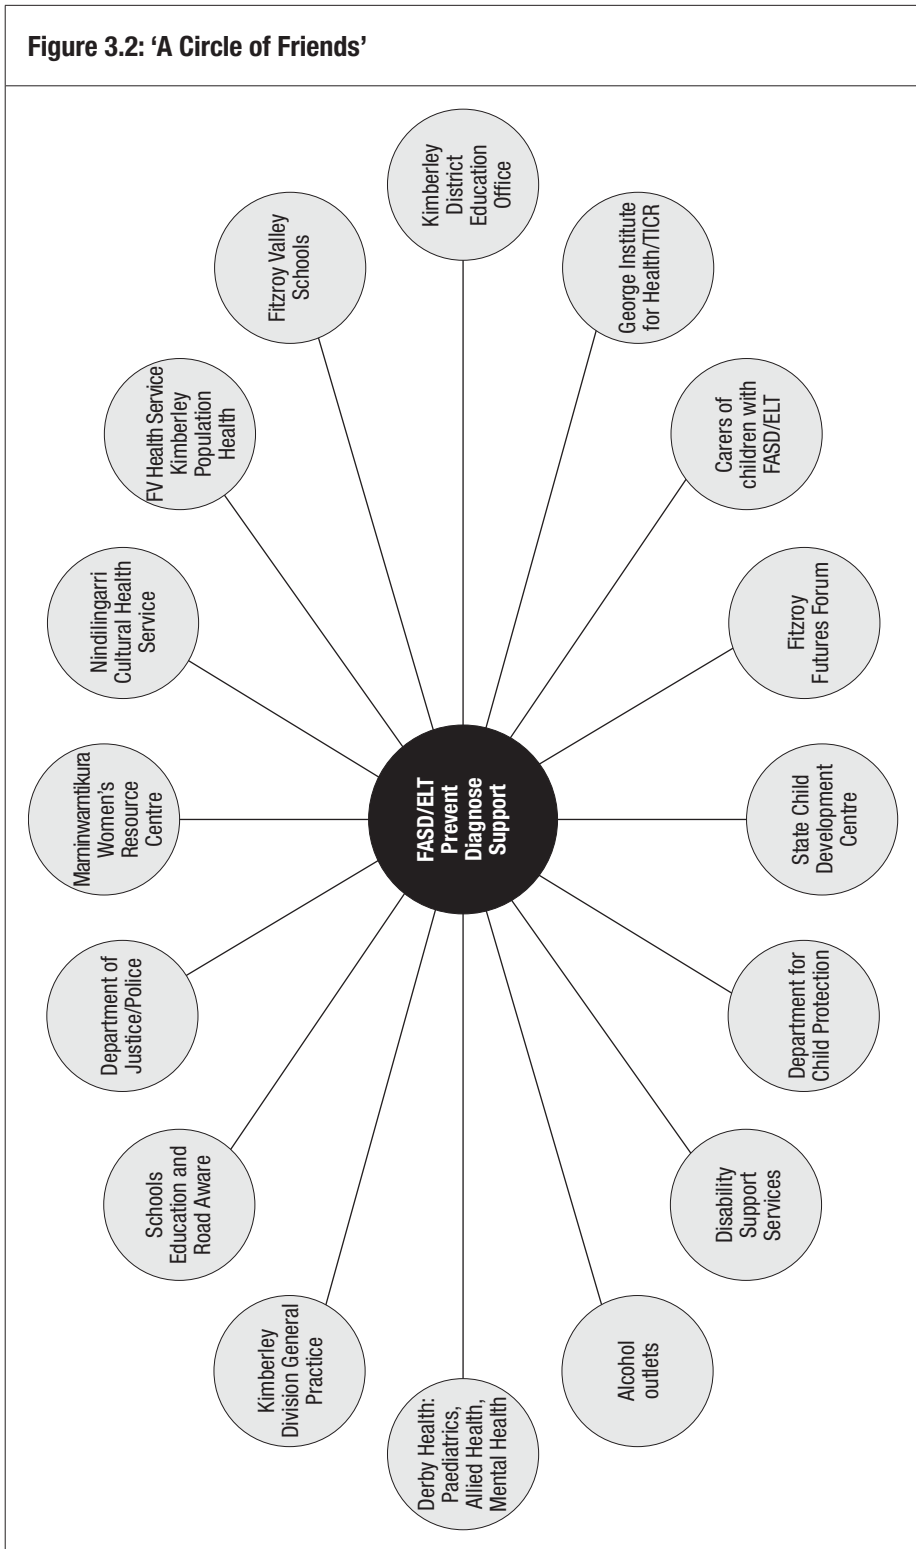 Figure 3.2: ‘A Circle of Friends’
FASD/ELT
Prevent
Diagnose
Support
Marninwarntikura
Women’s
Resource
Centre
Nindilingarri
Cultural Health
Service
FV Health Service
Kimberley
Population
Health
Fitzroy Valley
Schools
Kimberley
District
Education
Office
George Institute
for Health/TICR
Carers of
children with
FASD/ELT
Fitzroy
Futures Forum
State Child
Development
Centre
Department for
Child Protection
Disability
Support
Services
Alcohol
outlets
Derby Health:
Paediatrics,
Allied Health,
Mental Health
Kimberley
Division General
Practice
Schools
Education and
Road Aware
Department of
Justice/Police